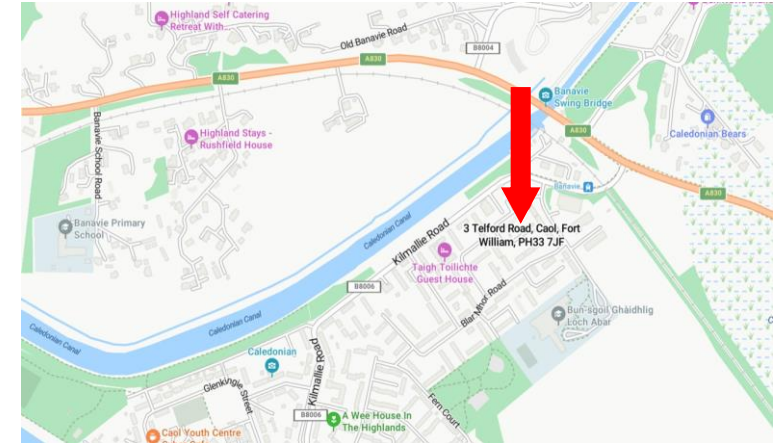 Highland Self Catering
Retreat With...
Old Banavie Road
B8004
A830
A830
Banavie
Swing Bridge
A830
Caledonian Bears
Banavie School Road
Highland Stays -
Rushfield House
Banavie
A830
Banavie Primary
School
Caledonian Canal
Kilmallie Road
3 Telford Road, Caol, Fort
William, PH33 7JF
Taigh Toilichte
Guest House
B8006
Blar Mhor Road
Bun-sgoil Ghàidhlig
Loch Abar
Caledonian Canal
Caledonian Canal
Caledonian
Kilmallie Road
Glenkingie Street
Fern Court
B8006
A Wee House In
The Highlands
Caol Youth Centre